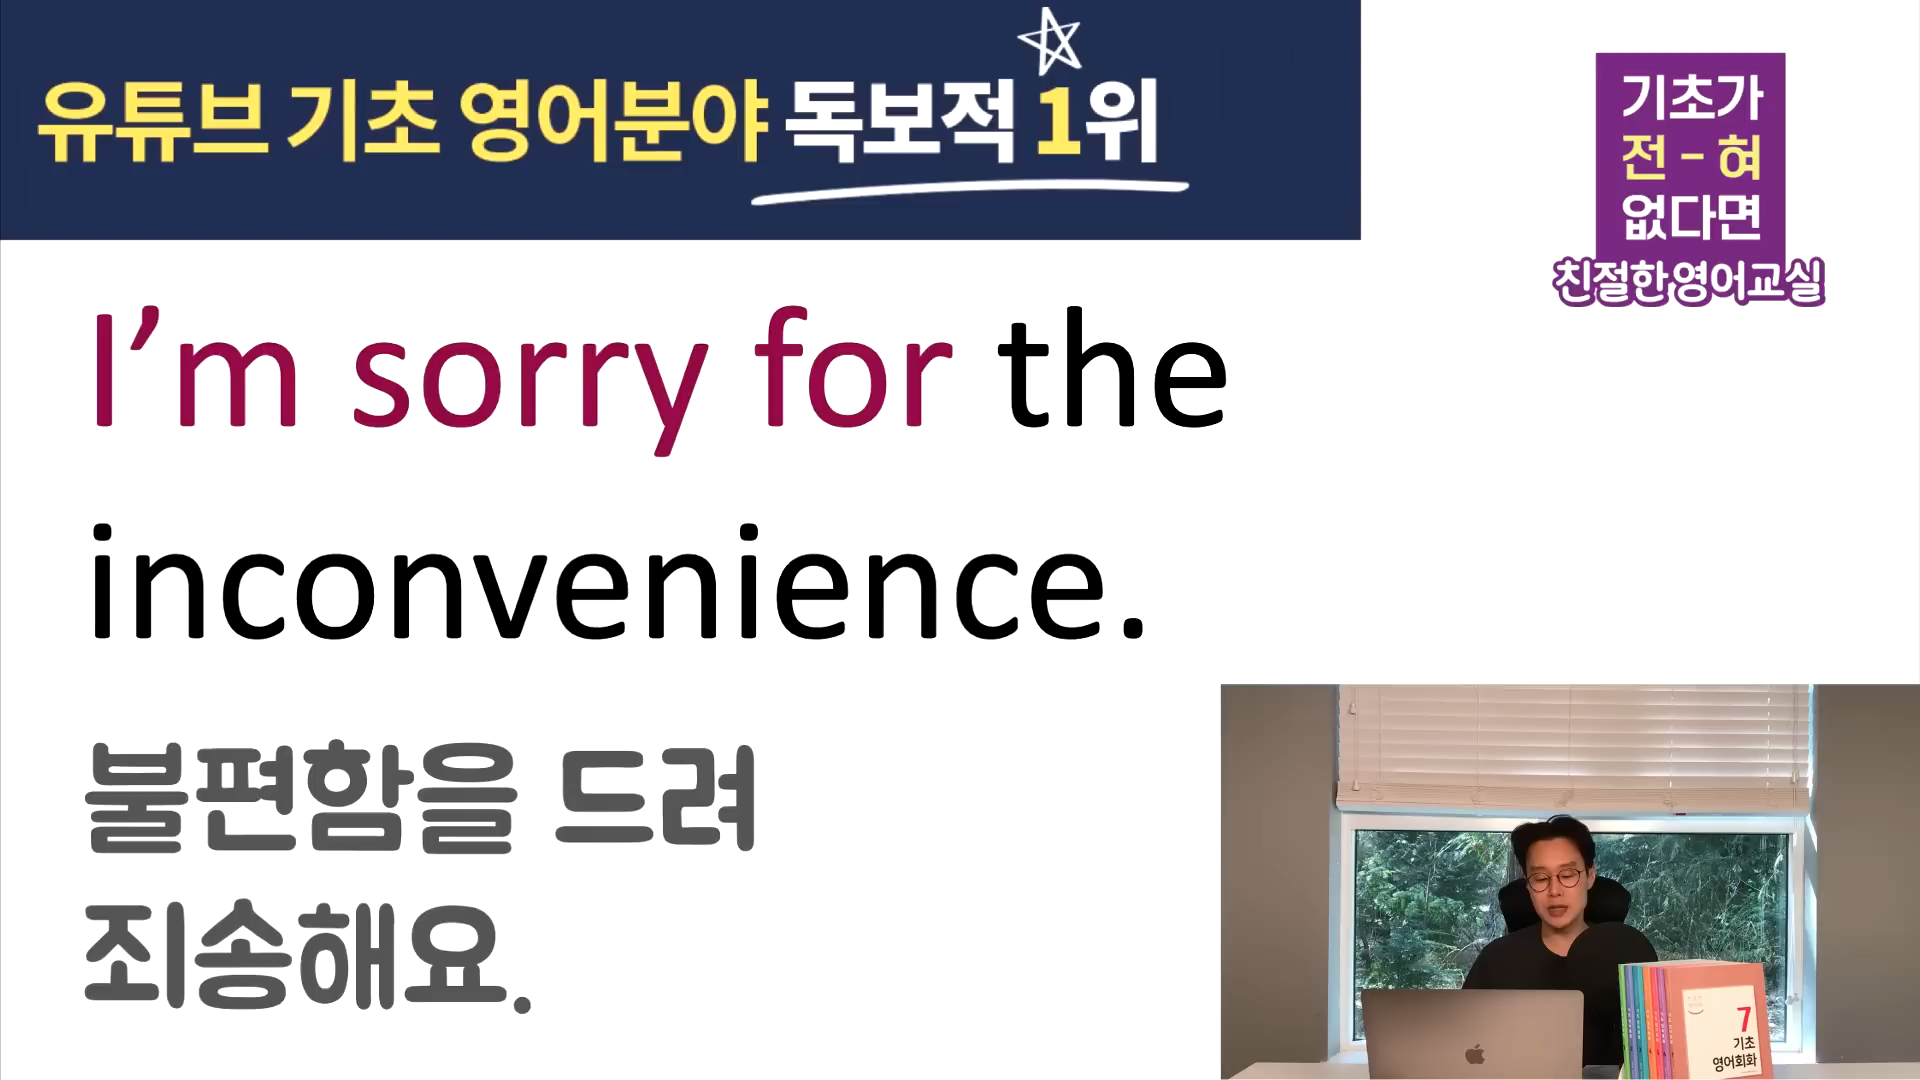 유튜브 기초 영어분야 독보적 1위
기초가
전-혀
없다면
친절한영어교실
I'm sorry for the
inconvenience.
불편함을 드려
죄송해요.
7
기초
영어회화